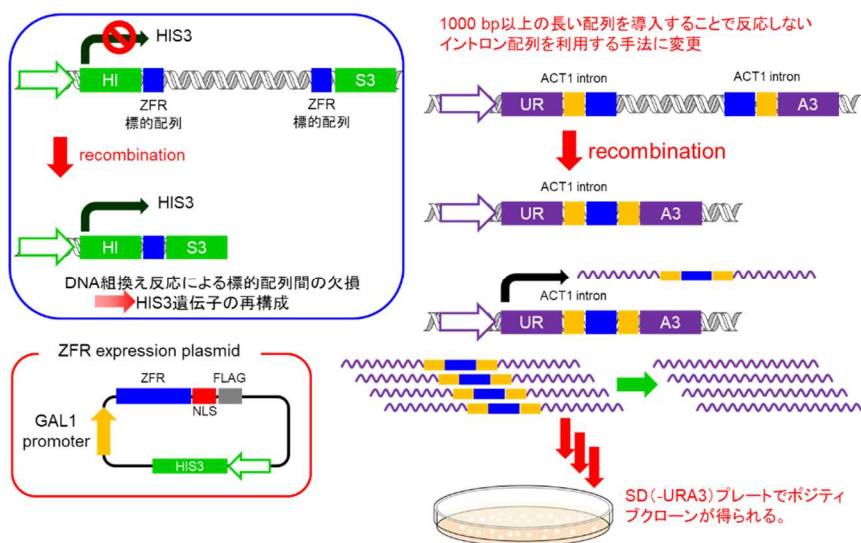 HIS3
HI
S3
ZFR
標的配列
ZFR
標的配列
recombination
HIS3
HI
S3
DNA組換え反応による標的配列間の欠損
HIS3遺伝子の再構成
ZFR expression plasmid
ZFR
FLAG
NLS
GAL1
promoter
HIS3
1000 bp以上の長い配列を導入することで反応しない
イントロン配列を利用する手法に変更
ACT1 intron
ACT1 intron
UR
A3
recombination
ACT1 intron
UR
A3
ACT1 intron
UR
A3
SD(-URA3)プレートでポジティ
ブクローンが得られる。